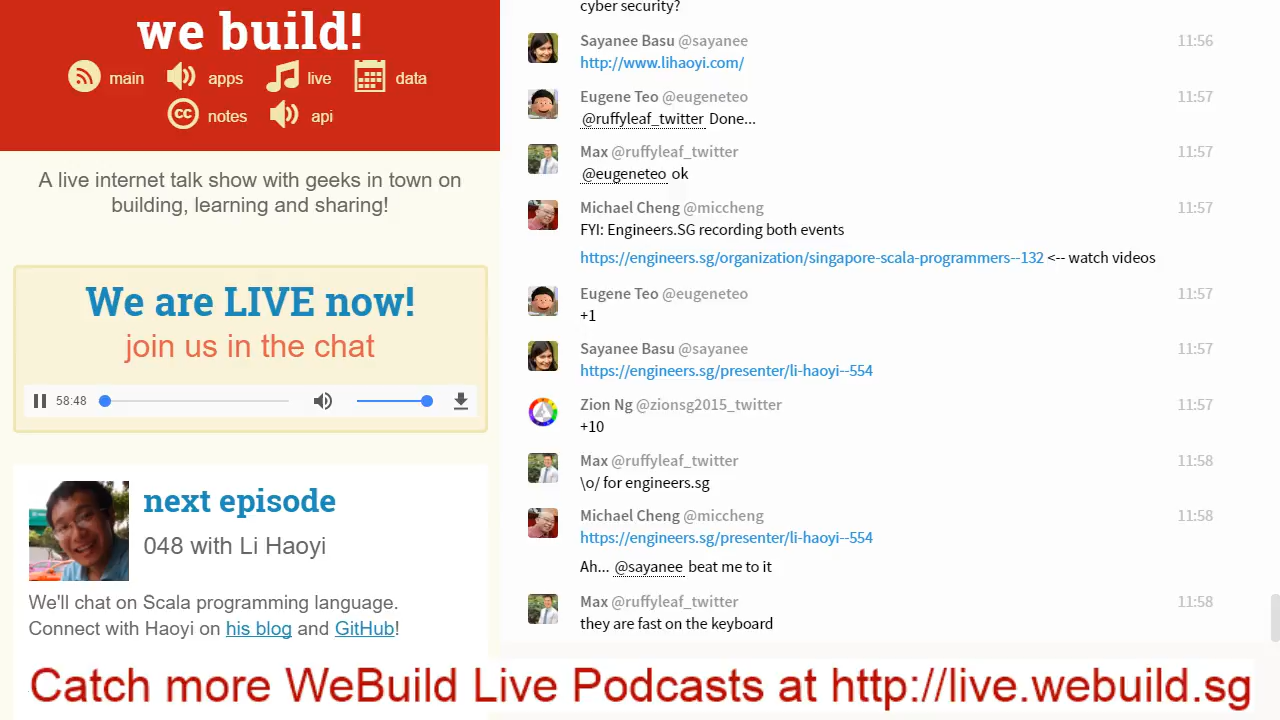 we build!
main apps live data
notes api
A live internet talk show with geeks in town on
building, learning and sharing!
We are LIVE now!
join us in the chat
58:48
next episode
048 with Li Haoyi
We'll chat on Scala programming language.
Connect with Haoyi on his blog and GitHub!
cyber security?
Sayanee Basu @sayanee 11:56
http://www.lihaoyi.com/
Eugene Teo @eugeneteo 11:57
@ruffyleaf_twitter Done...
Max @ruffyleaf_twitter 11:57
@eugeneteo ok
Michael Cheng @miccheng 11:57
FYI: Engineers.SG recording both events
https://engineers.sg/organization/singapore-scala-programmers--132 <-- watch videos
Eugene Teo @eugeneteo 11:57
+1
Sayanee Basu @sayanee 11:57
https://engineers.sg/presenter/li-haoyi--554
Zion Ng @zionsg2015_twitter 11:57
+10
Max @ruffyleaf_twitter 11:58
\o/ for engineers.sg
Michael Cheng @miccheng 11:58
https://engineers.sg/presenter/li-haoyi--554
Ah... @sayanee beat me to it
Max @ruffyleaf_twitter 11:58
they are fast on the keyboard
Catch more WeBuild Live Podcasts at http://live.webuild.sg